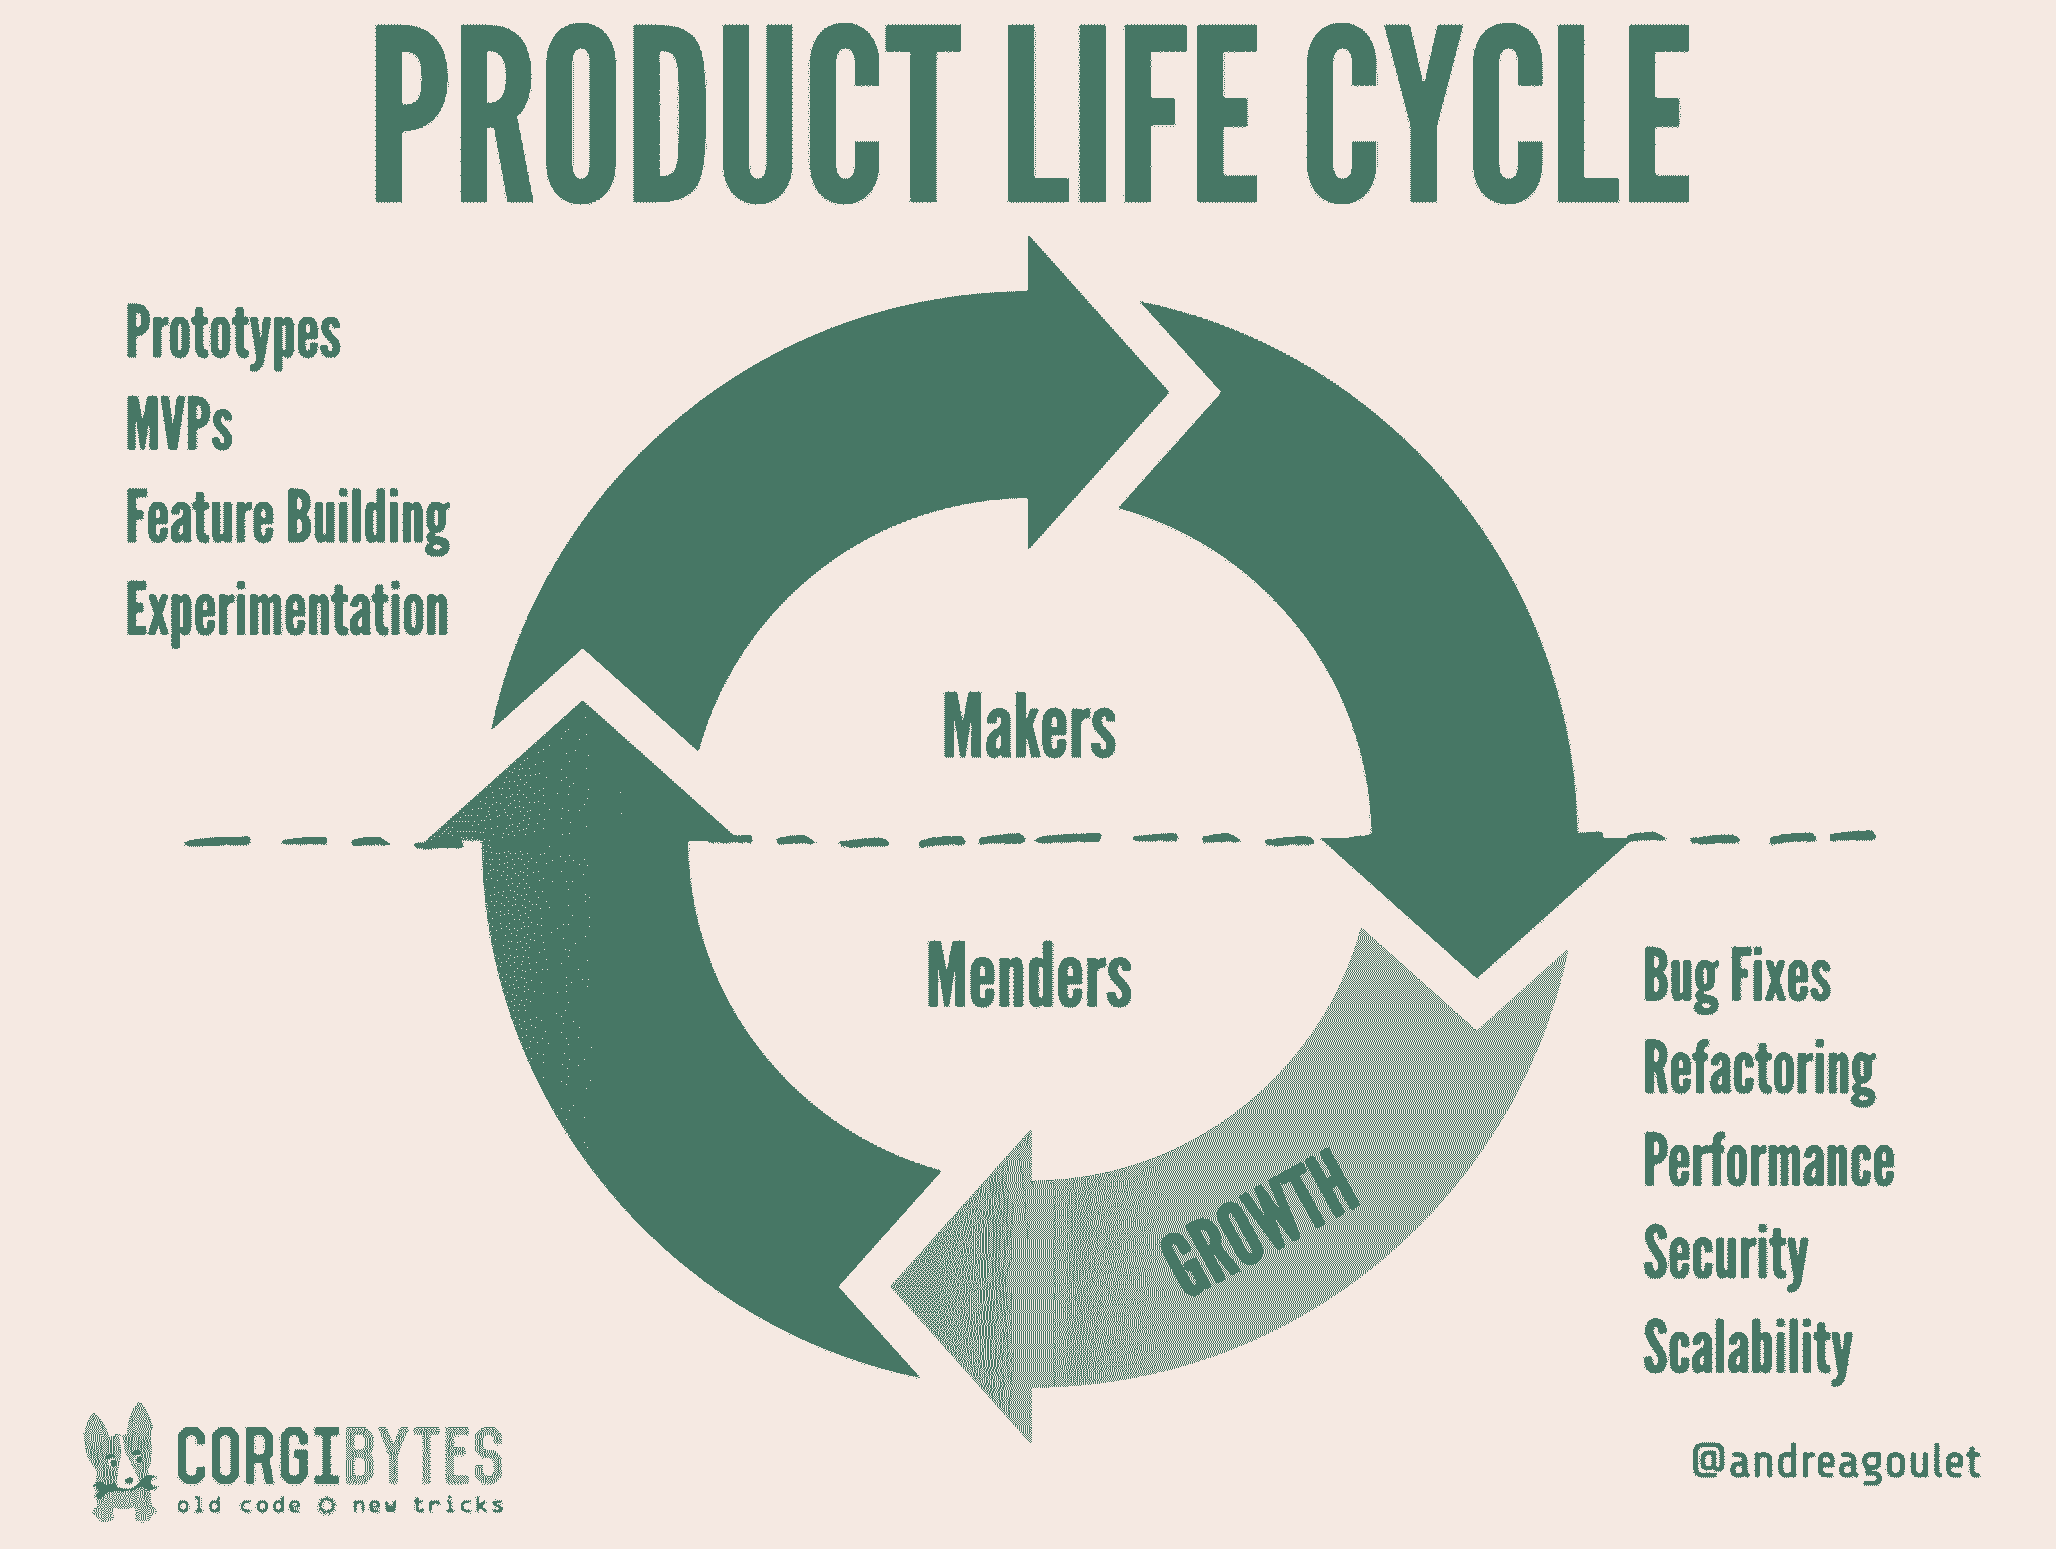 PRODUCT LIFE CYCLE
Prototypes
MVPs
Feature Building
Experimentation
Makers
Menders
GROWTH
Bug Fixes
Refactoring
Performance
Security
Scalability
CORGIBYTES
old code new tricks
@andreagoulet